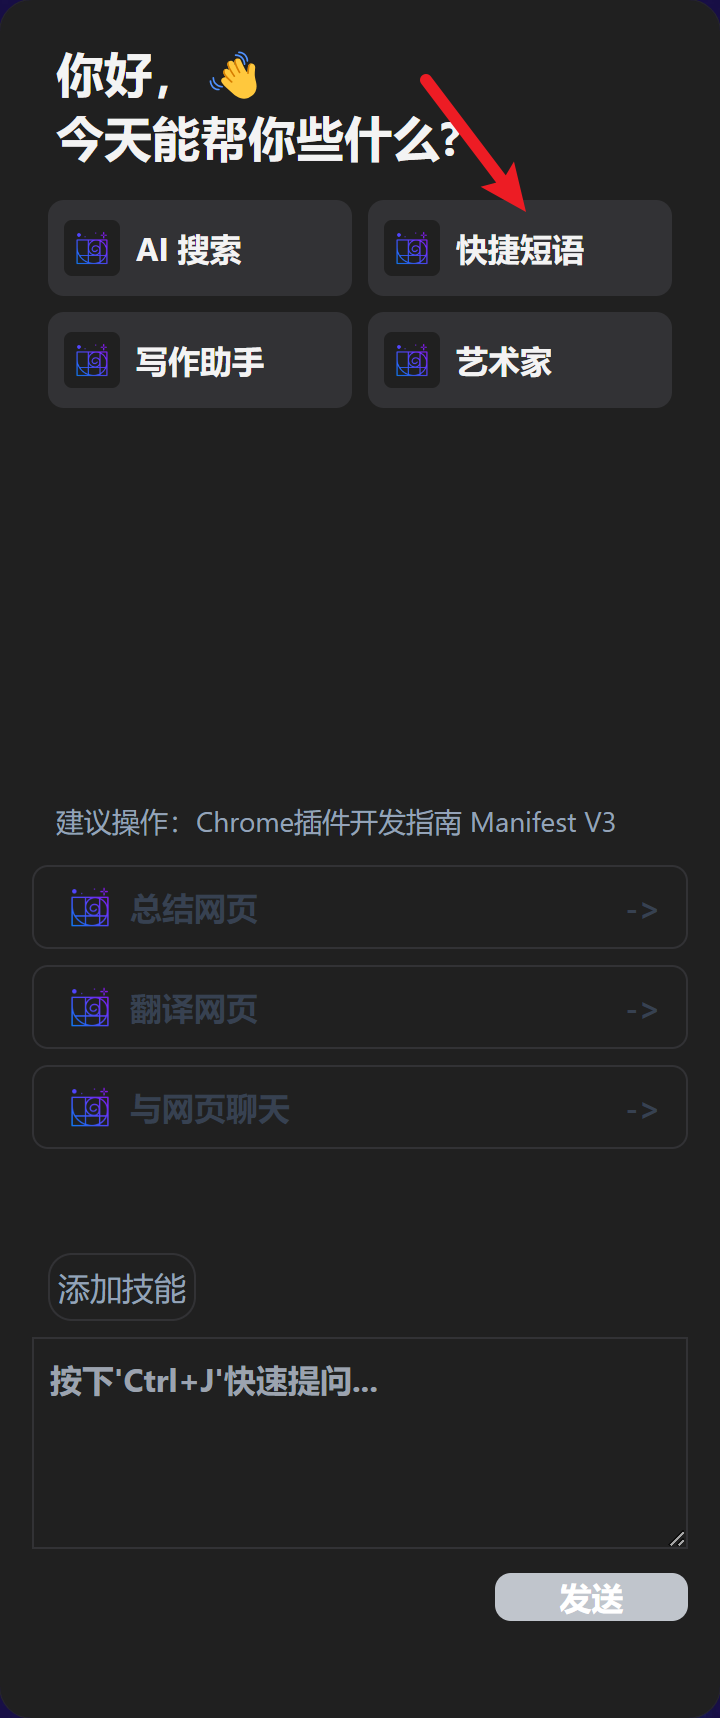 你好，
今天能帮你些什么?
AI 搜索
快捷短语
写作助手
艺术家
建议操作：Chrome插件开发指南 Manifest V3
总结网页 ->
翻译网页 ->
与网页聊天 ->
添加技能
按下'Ctrl+J'快速提问...
发送